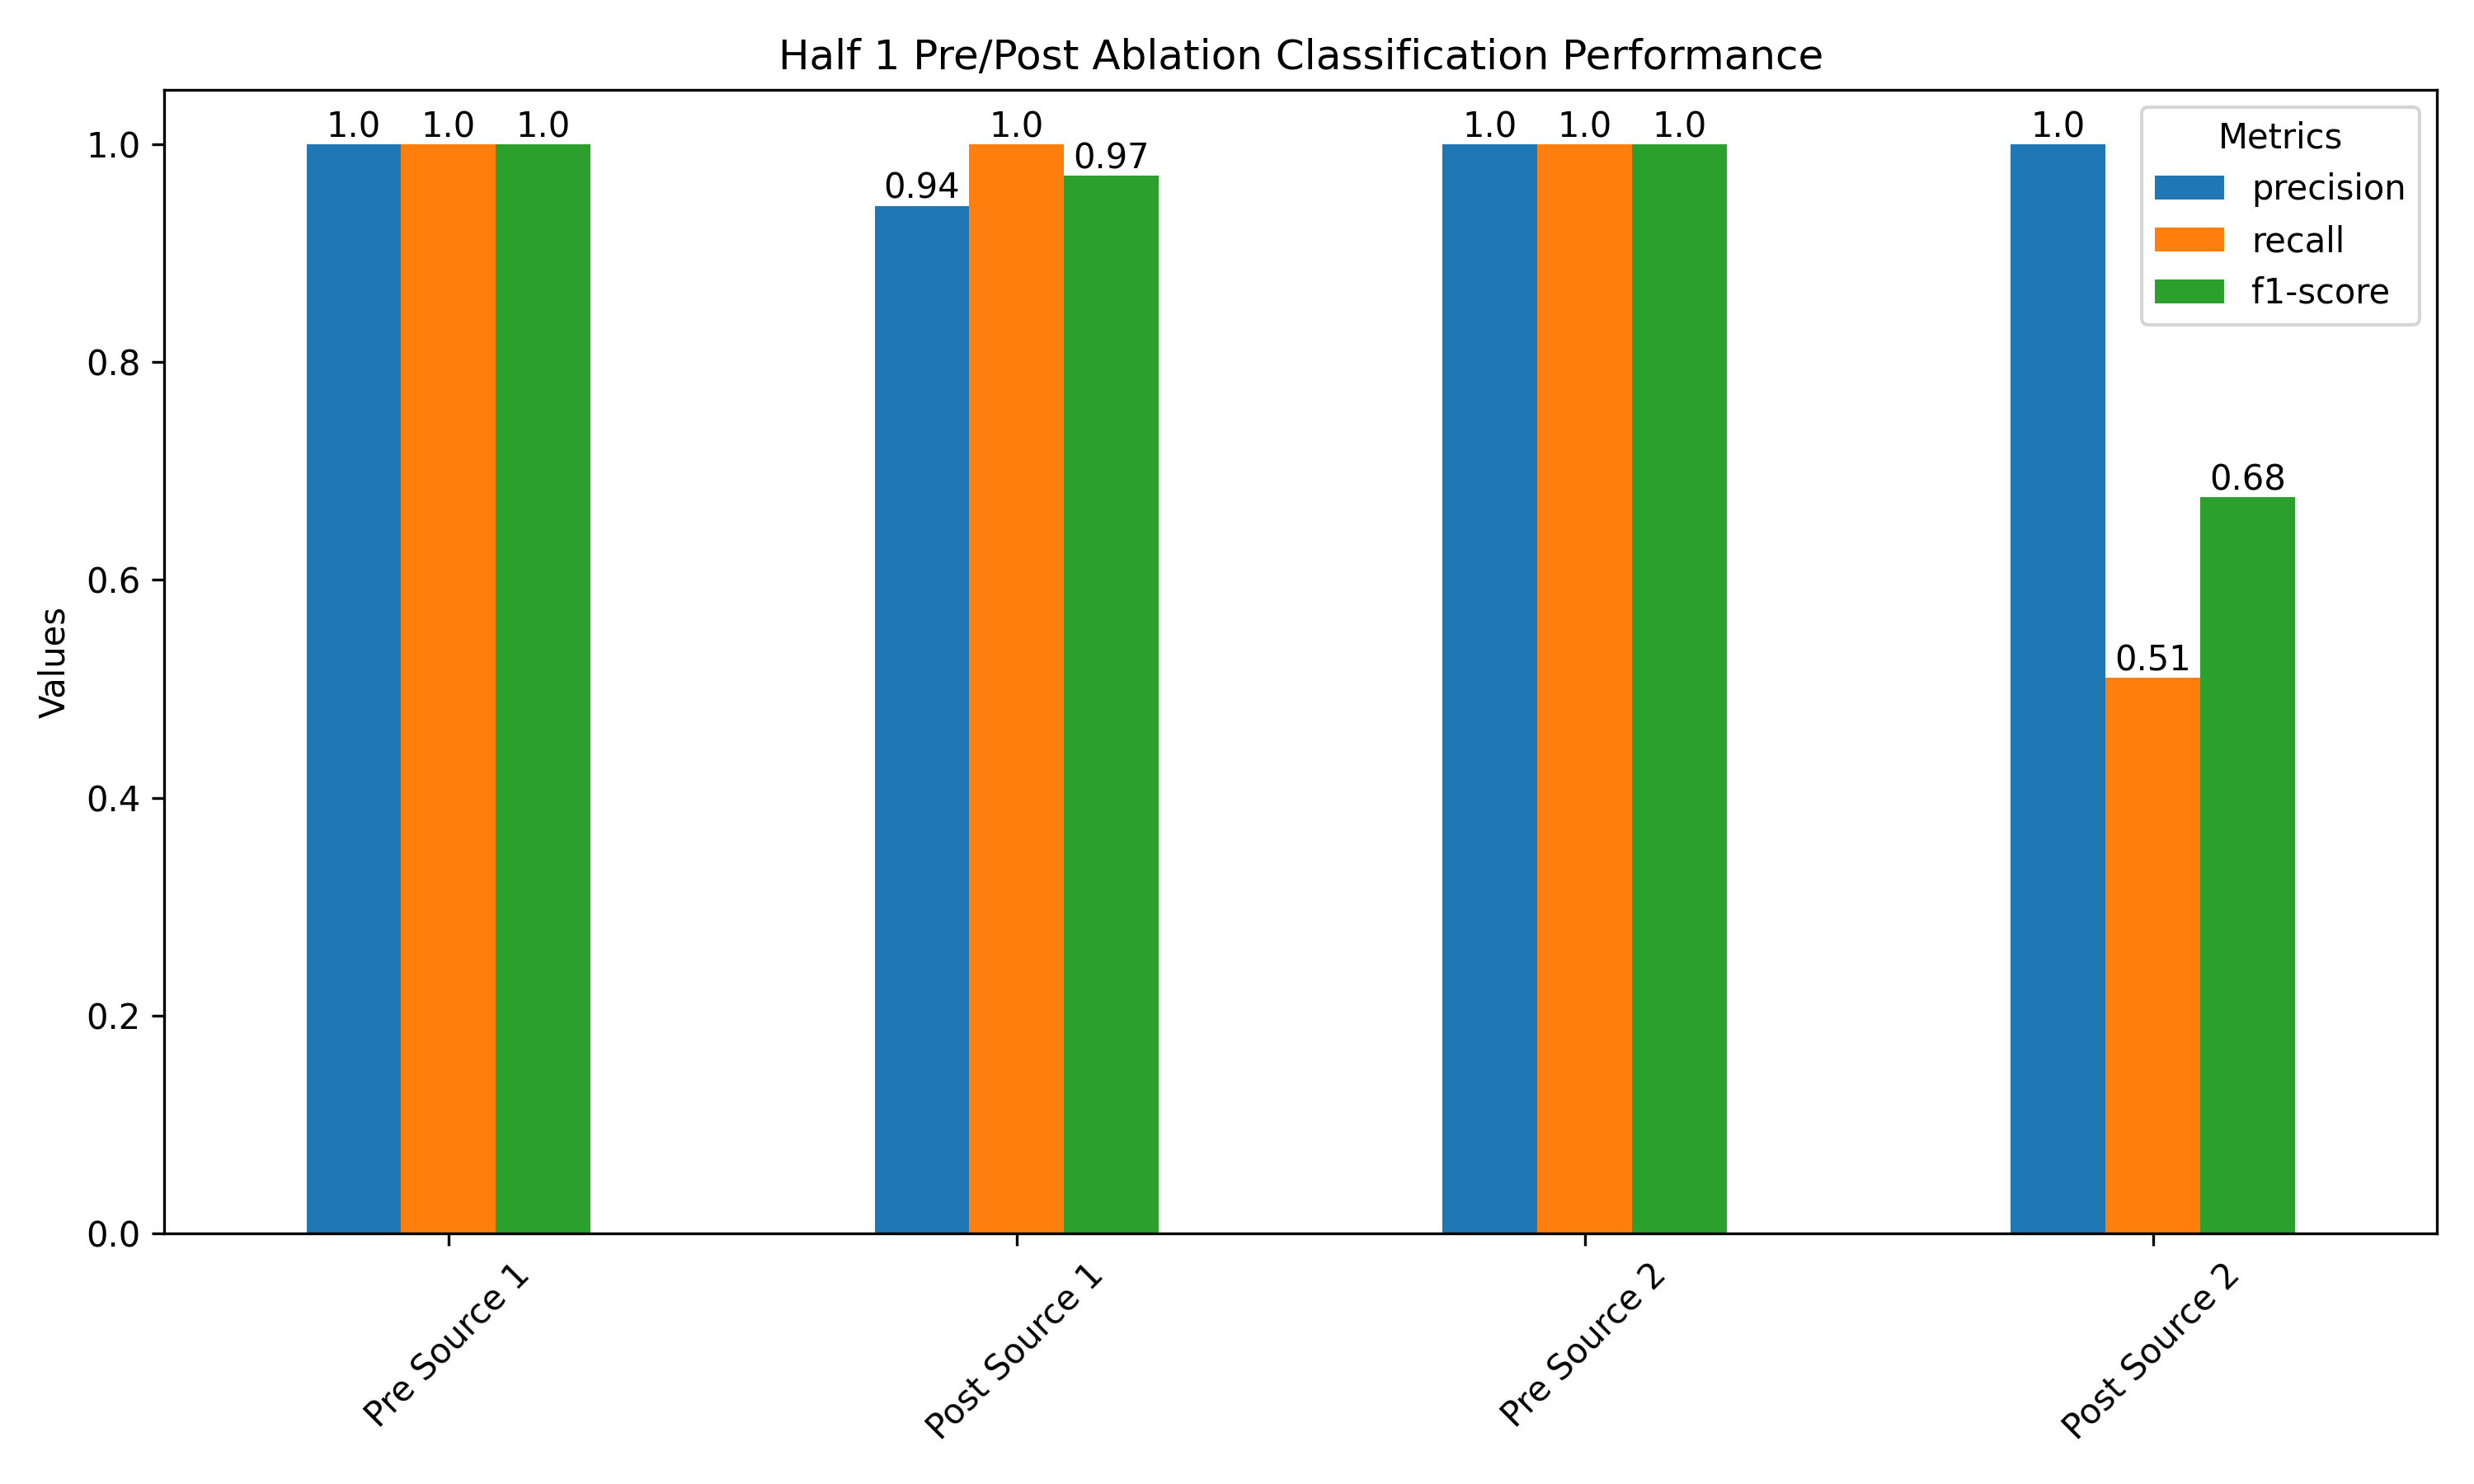 Half 1 Pre/Post Ablation Classification Performance
1.0 1.0 1.0
0.94 1.0 0.97
1.0 1.0 1.0
1.0 0.51 0.68
Metrics
precision
recall
f1-score
Values
1.0
0.8
0.6
0.4
0.2
0.0
Pre Source 1
Post Source 1
Pre Source 2
Post Source 2